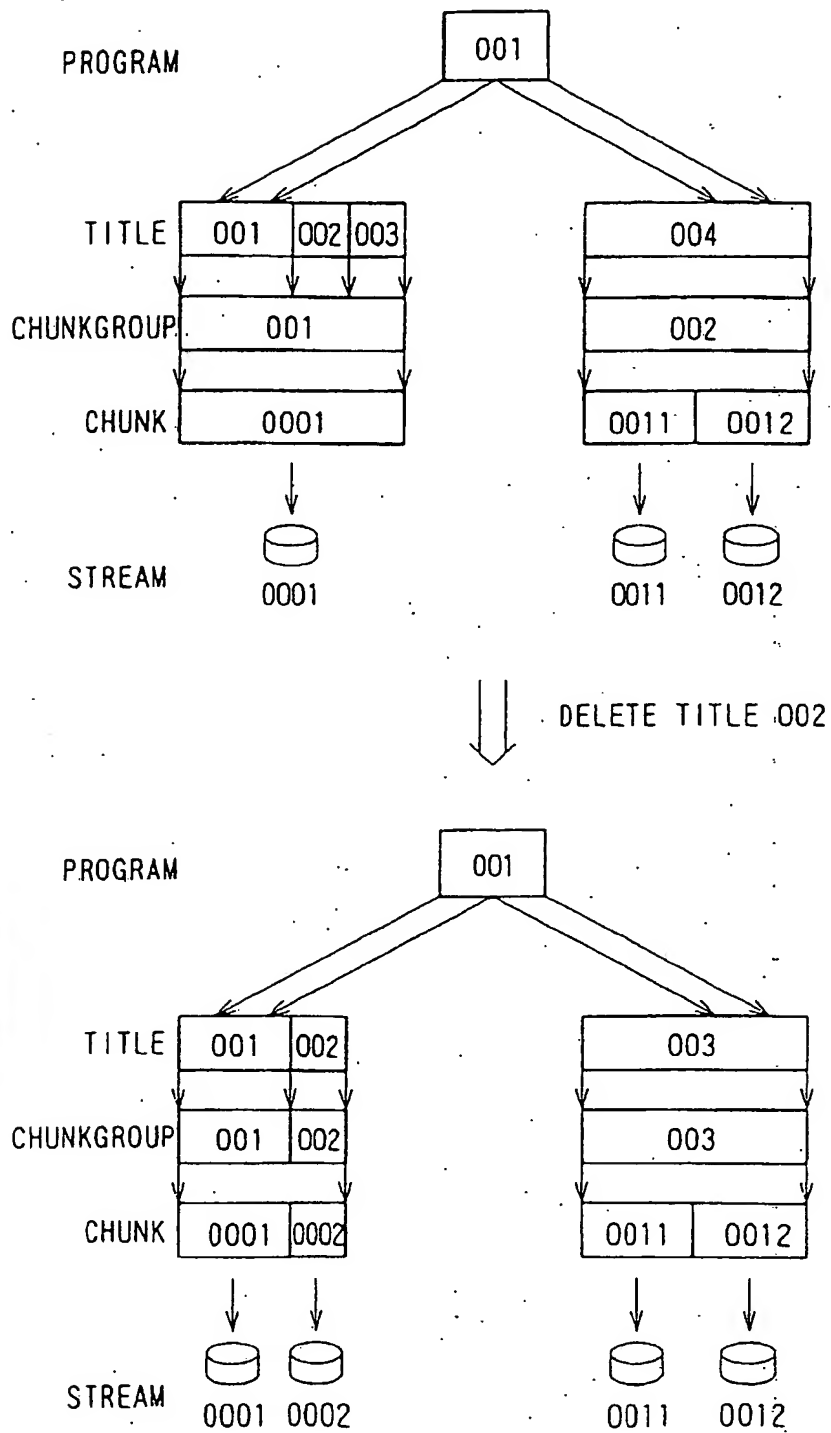 PROGRAM 001
TITLE 001 002 003 004
CHUNKGROUP 001 002
CHUNK 0001 0011 0012
STREAM 0001 0011 0012
DELETE TITLE 002
PROGRAM 001
TITLE 001 002 003
CHUNKGROUP 001 002 003
CHUNK 0001 0002 0011 0012
STREAM 0001 0002 0011 0012